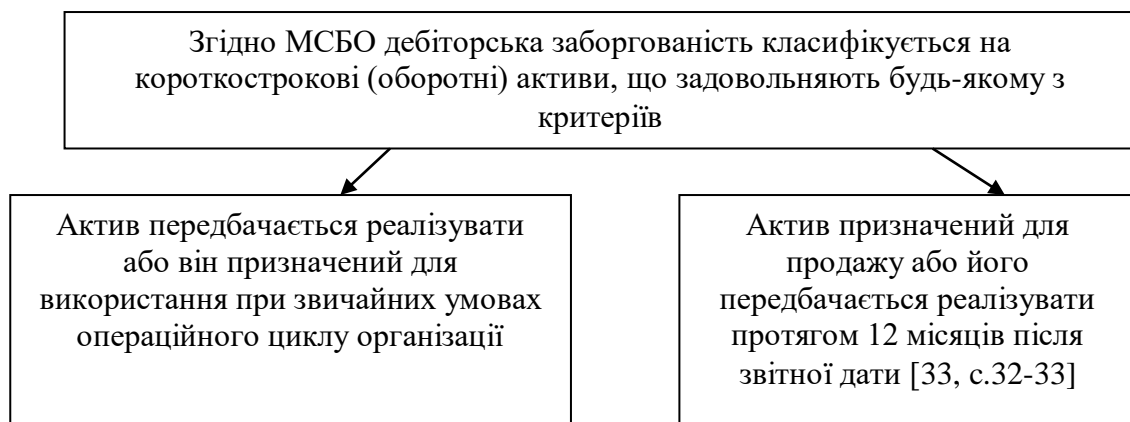 Згідно МСБО дебіторська заборгованість класифікується на
короткострокові (оборотні) активи, що задовольняють будь-якому з
критеріїв
Актив передбачається реалізувати
або він призначений для
використання при звичайних умовах
операційного циклу організації
Актив призначений для
продажу або його
передбачається реалізувати
протягом 12 місяців після
звітної дати [33, с.32-33]